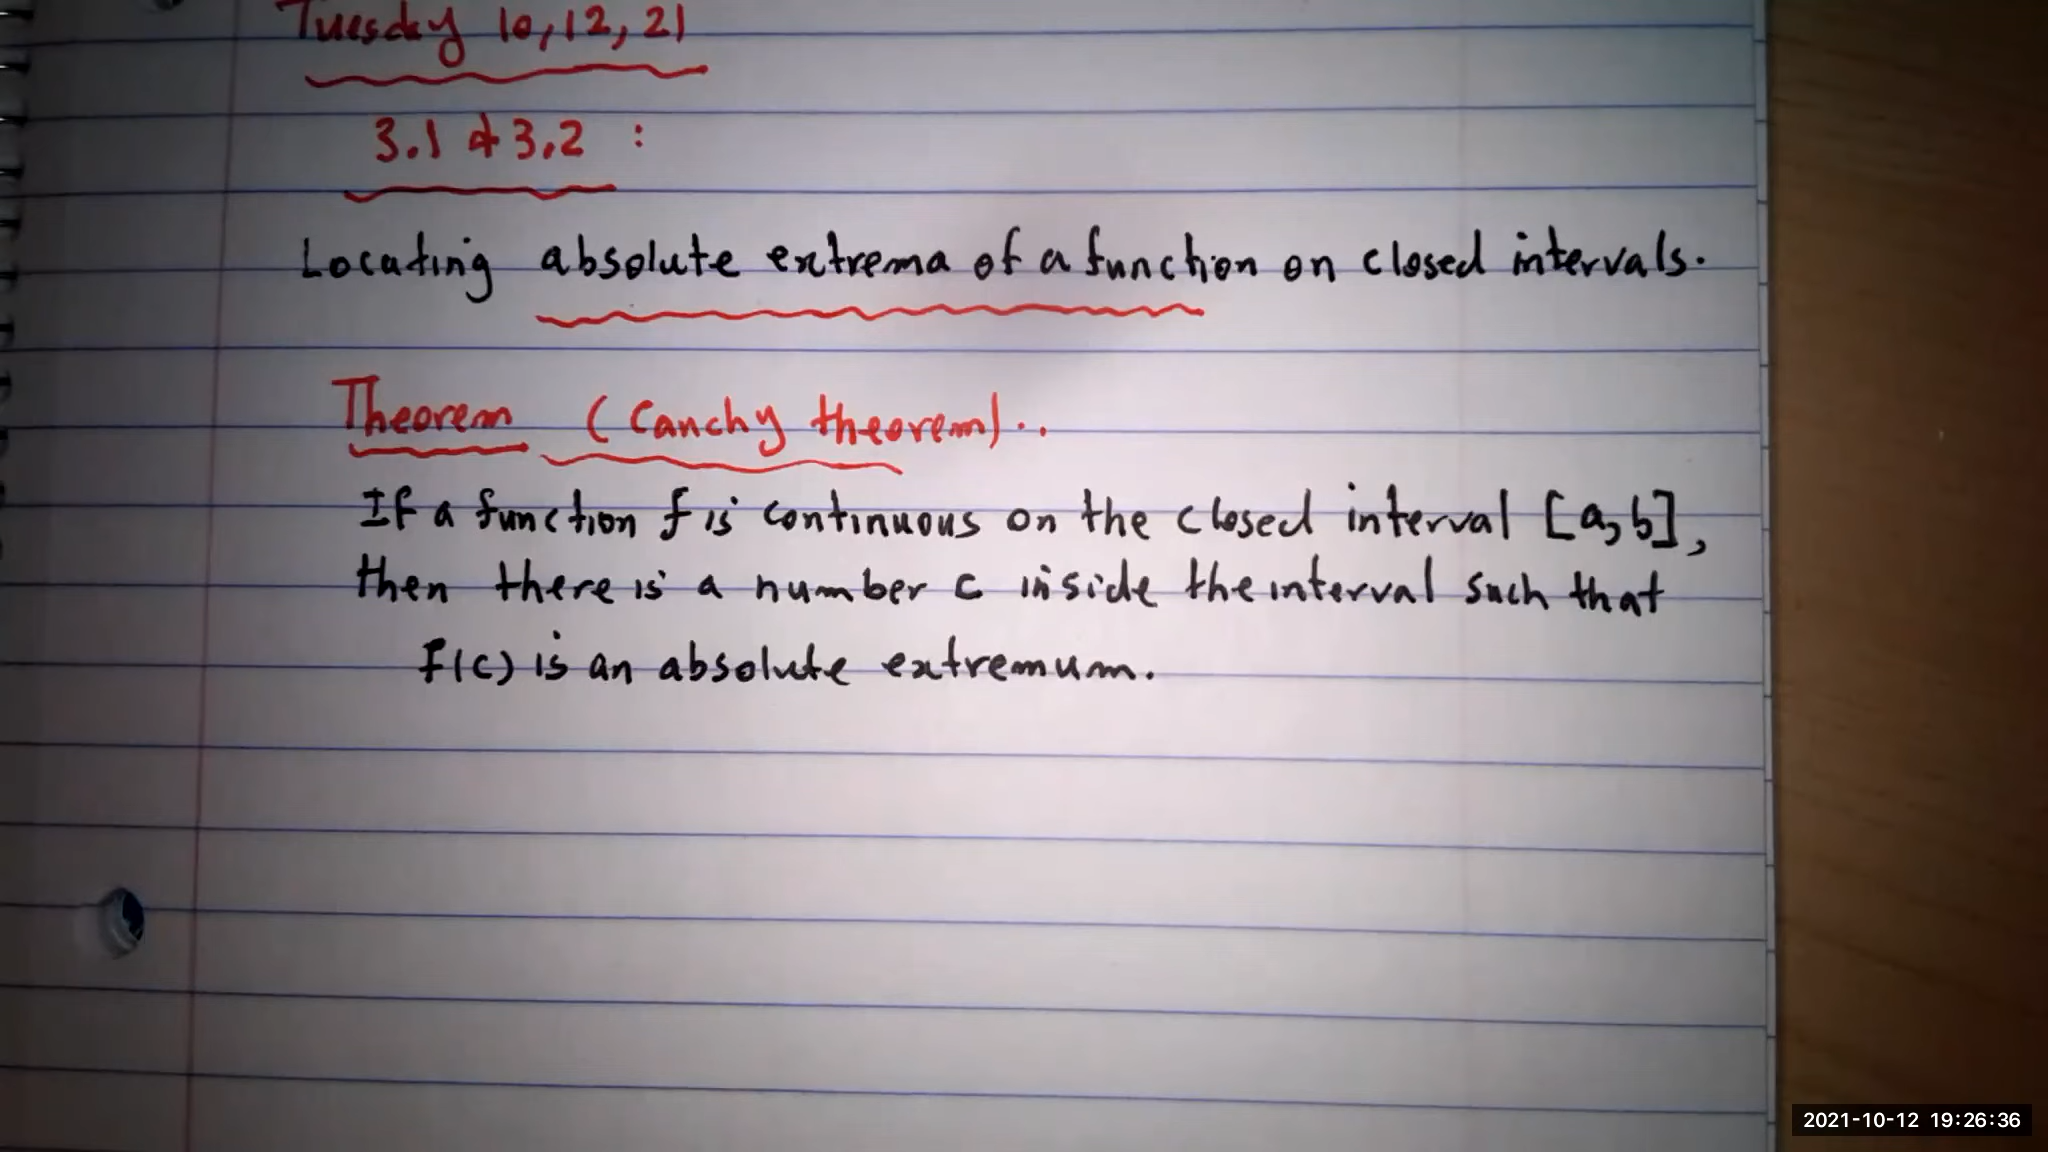 Tuesday 10,12,21
3.1 & 3.2 :
Locating absolute extrema of a function on closed intervals.
Theorem (Cauchy theorem)..
If a function f is continuous on the closed interval [a,b],
then there is a number c inside the interval such that
f(c) is an absolute extremum.
2021-10-12 19:26:36